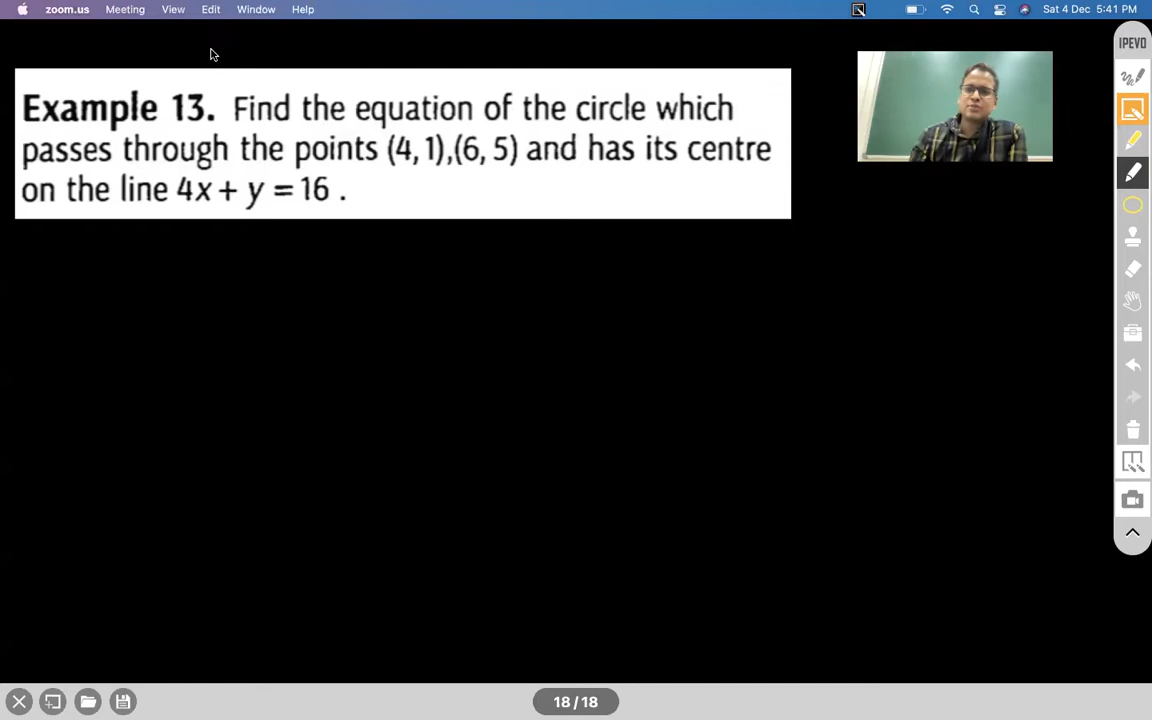 zoom.us Meeting View Edit Window Help Sat 4 Dec 5:41 PM
IPEVO
Example 13. Find the equation of the circle which
passes through the points (4, 1),(6, 5) and has its centre
on the line 4x + y = 16 .
18 / 18